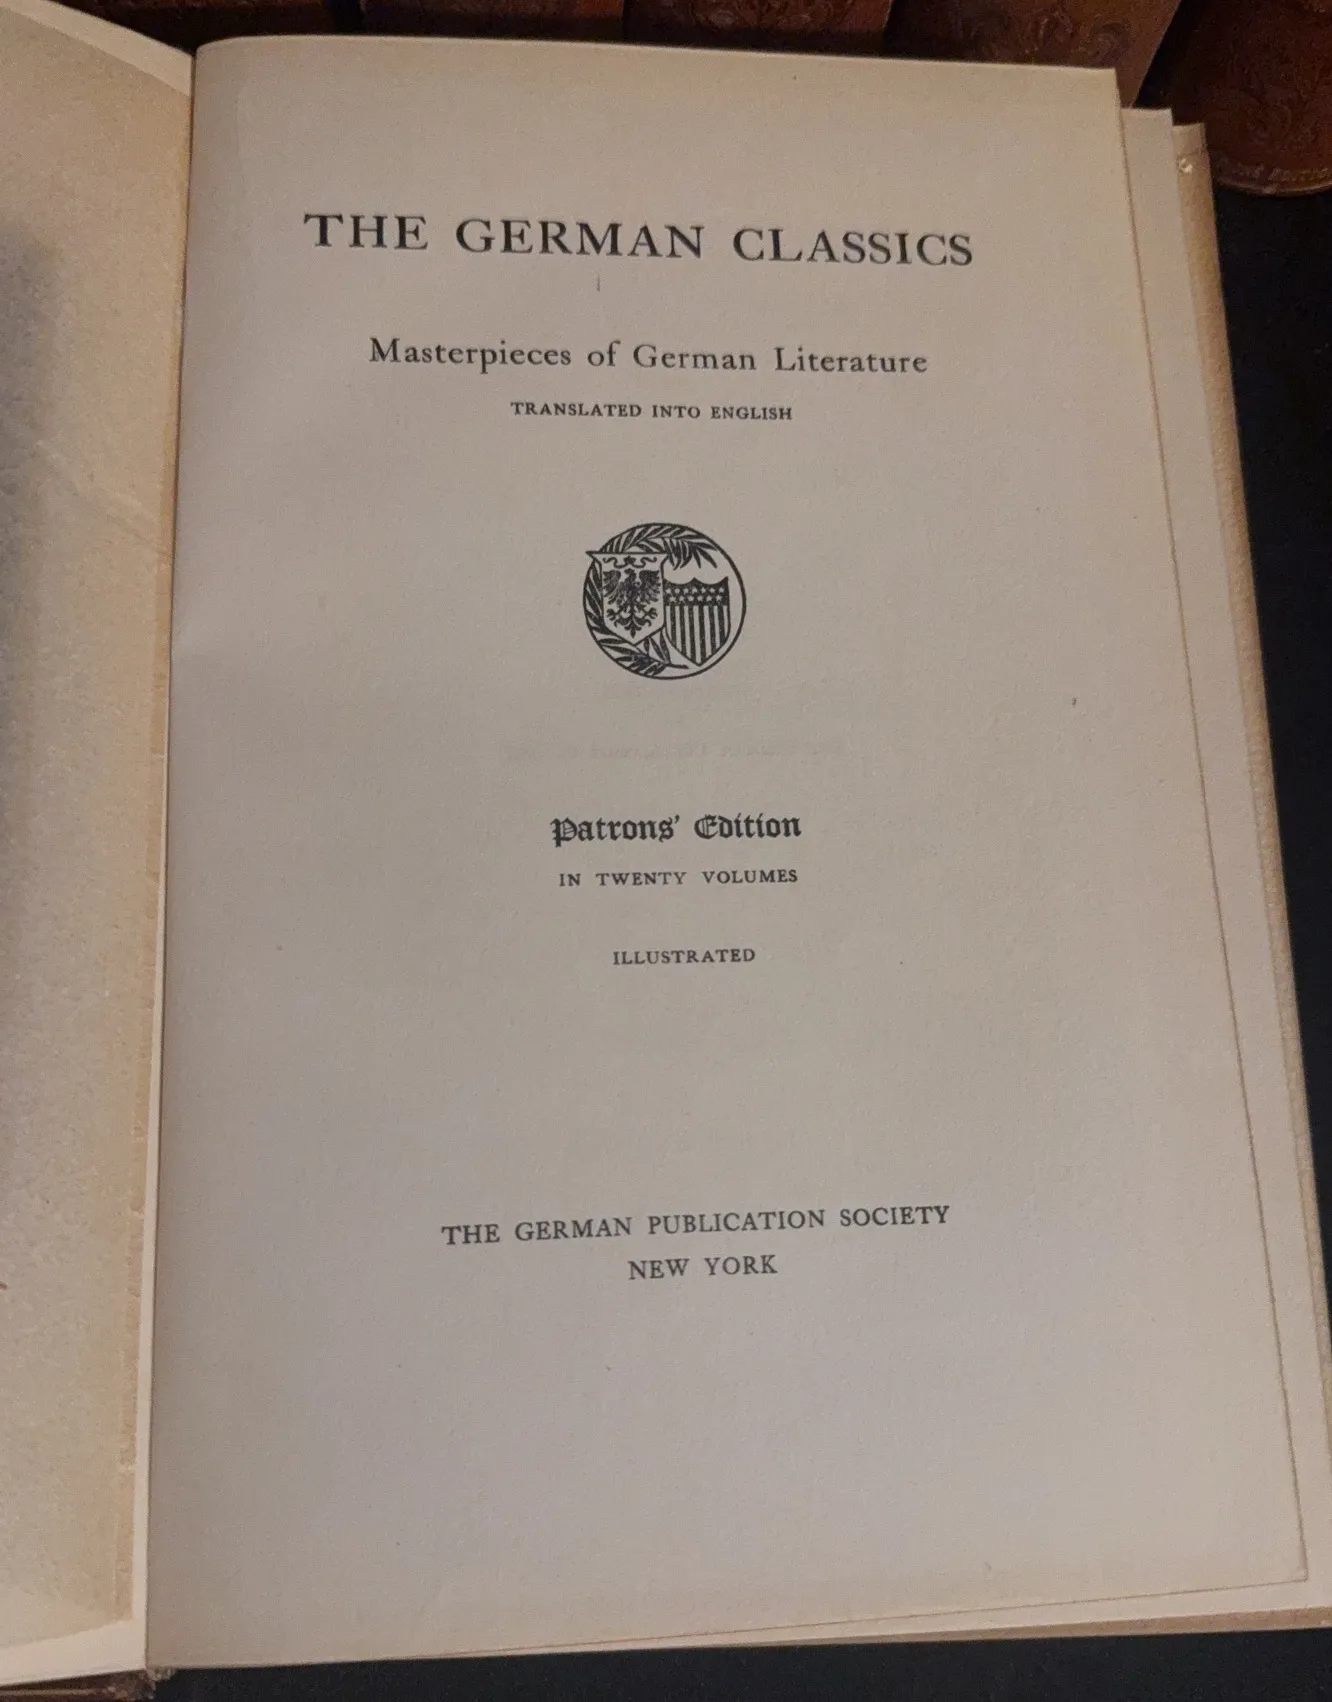 THE GERMAN CLASSICS
Masterpieces of German Literature
TRANSLATED INTO ENGLISH
Patrons' Edition
IN TWENTY VOLUMES
ILLUSTRATED
THE GERMAN PUBLICATION SOCIETY
NEW YORK